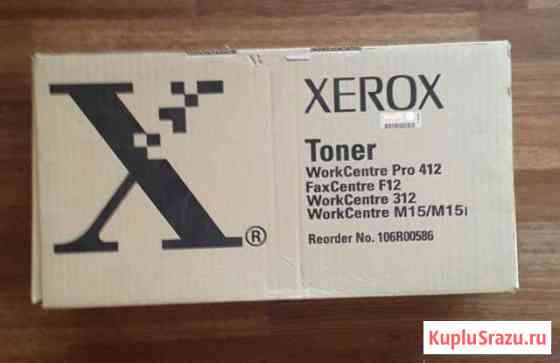 XEROX
Toner
WorkCentre Pro 412
FaxCentre F12
WorkCentre 312
WorkCentre M15/M15i
Reorder No. 106R00586
X®
KupluSrazu.ru